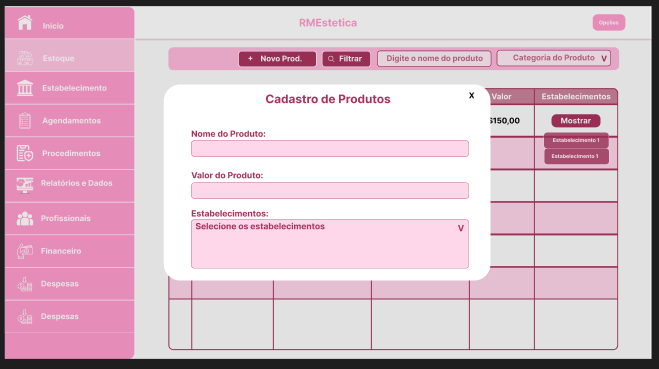 RMEstetica
Opções
Inicio
Estoque
Estabelecimento
Agendamentos
Procedimentos
Relatórios e Dados
Profissionais
Financeiro
Despesas
Despesas
+ Novo Prod.
Filtrar
Digite o nome do produto
Categoria do Produto V
Valor
Estabelecimentos
$150,00
Mostrar
Estabelecimento 1
Estabelecimento 1
Cadastro de Produtos
X
Nome do Produto:
Valor do Produto:
Estabelecimentos:
Selecione os estabelecimentos V